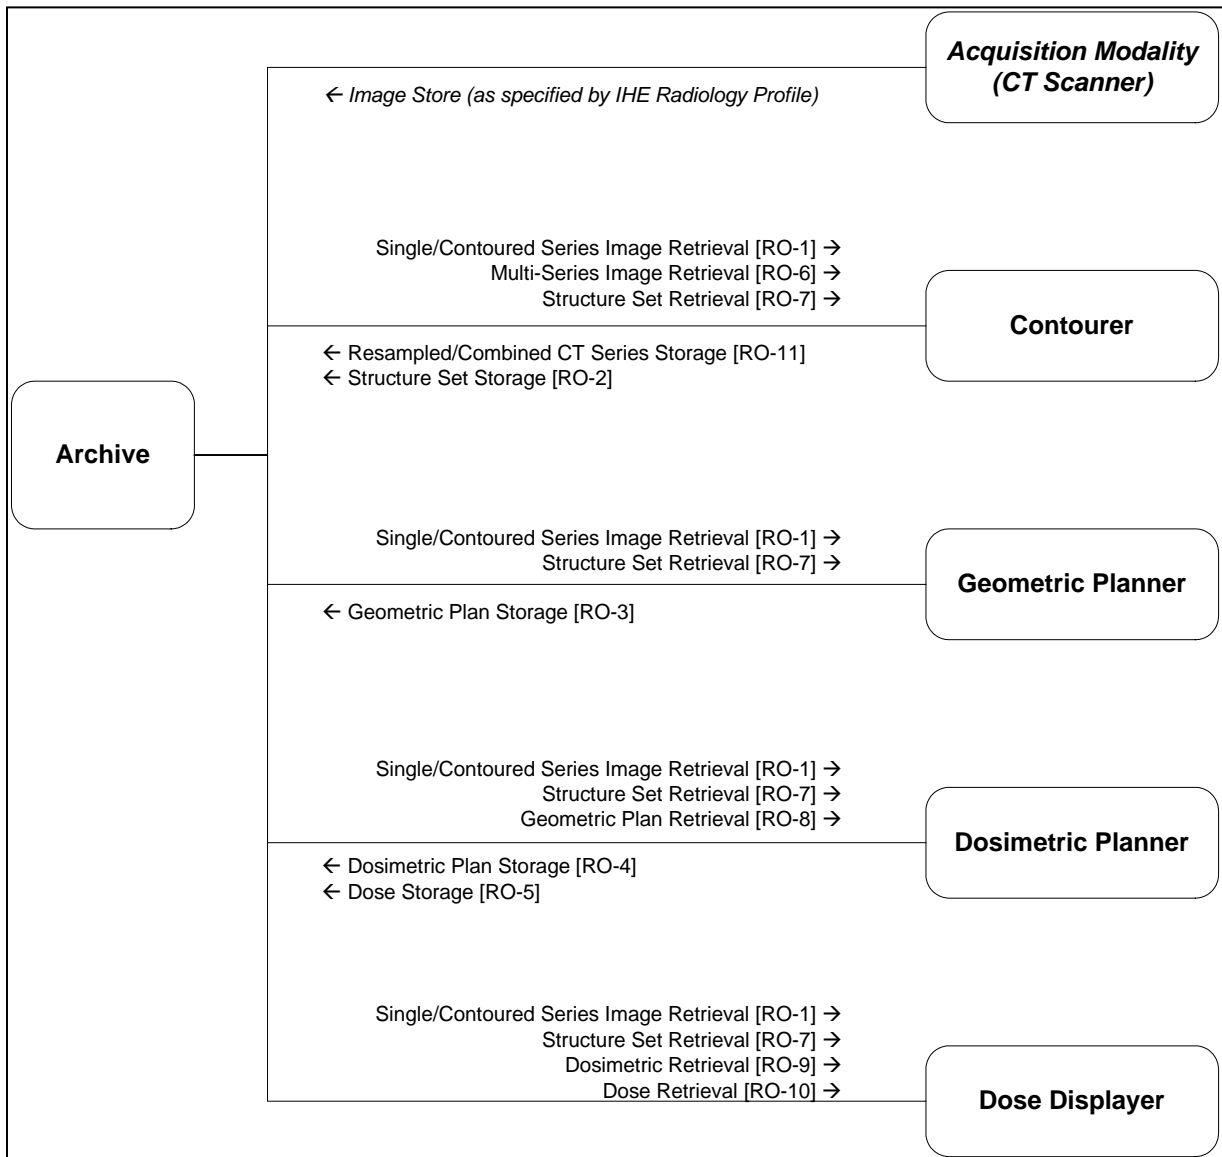 Acquisition Modality
(CT Scanner)
← Image Store (as specified by IHE Radiology Profile)
Single/Contoured Series Image Retrieval [RO-1] →
Multi-Series Image Retrieval [RO-6] →
Structure Set Retrieval [RO-7] →
Contourer
← Resampled/Combined CT Series Storage [RO-11]
← Structure Set Storage [RO-2]
Archive
Single/Contoured Series Image Retrieval [RO-1] →
Structure Set Retrieval [RO-7] →
Geometric Planner
← Geometric Plan Storage [RO-3]
Single/Contoured Series Image Retrieval [RO-1] →
Structure Set Retrieval [RO-7] →
Geometric Plan Retrieval [RO-8] →
Dosimetric Planner
← Dosimetric Plan Storage [RO-4]
← Dose Storage [RO-5]
Single/Contoured Series Image Retrieval [RO-1] →
Structure Set Retrieval [RO-7] →
Dosimetric Retrieval [RO-9] →
Dose Retrieval [RO-10] →
Dose Displayer